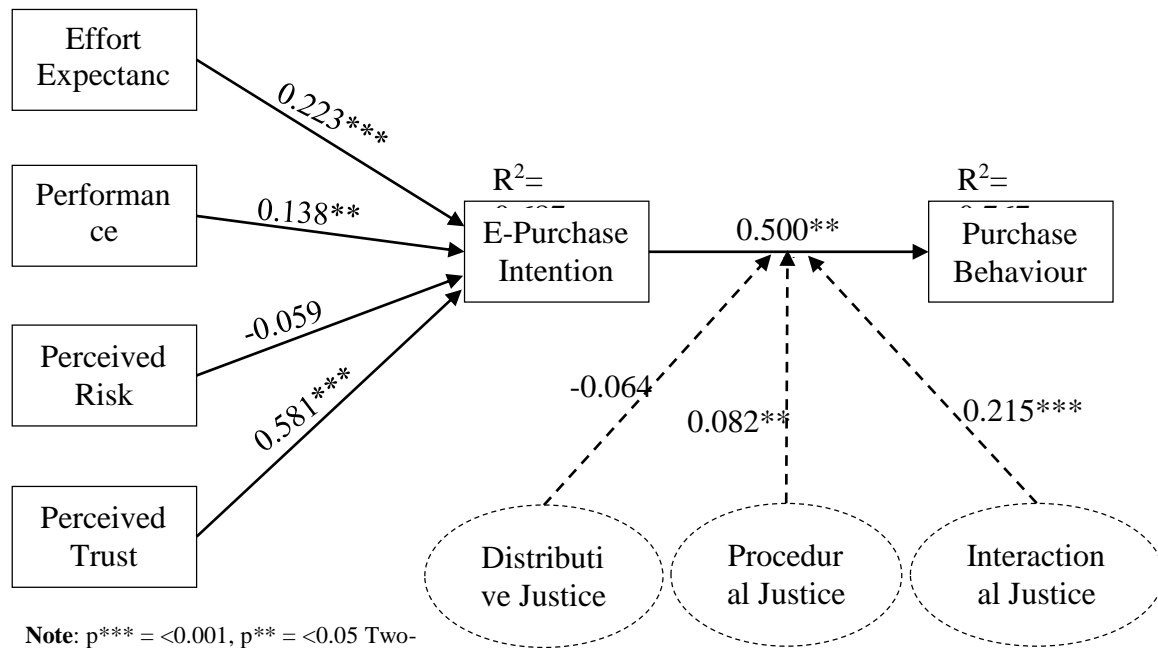 Effort
Expectanc
0.223***
Performan
ce
0.138**
Perceived
Risk
-0.059
Perceived
Trust
0.581***
R²=
E-Purchase
Intention
0.500**
R²=
Purchase
Behaviour
-0.064
0.082**
0.215***
Distributi
ve Justice
Procedur
al Justice
Interaction
al Justice
Note: p*** = <0.001, p** = <0.05 Two-